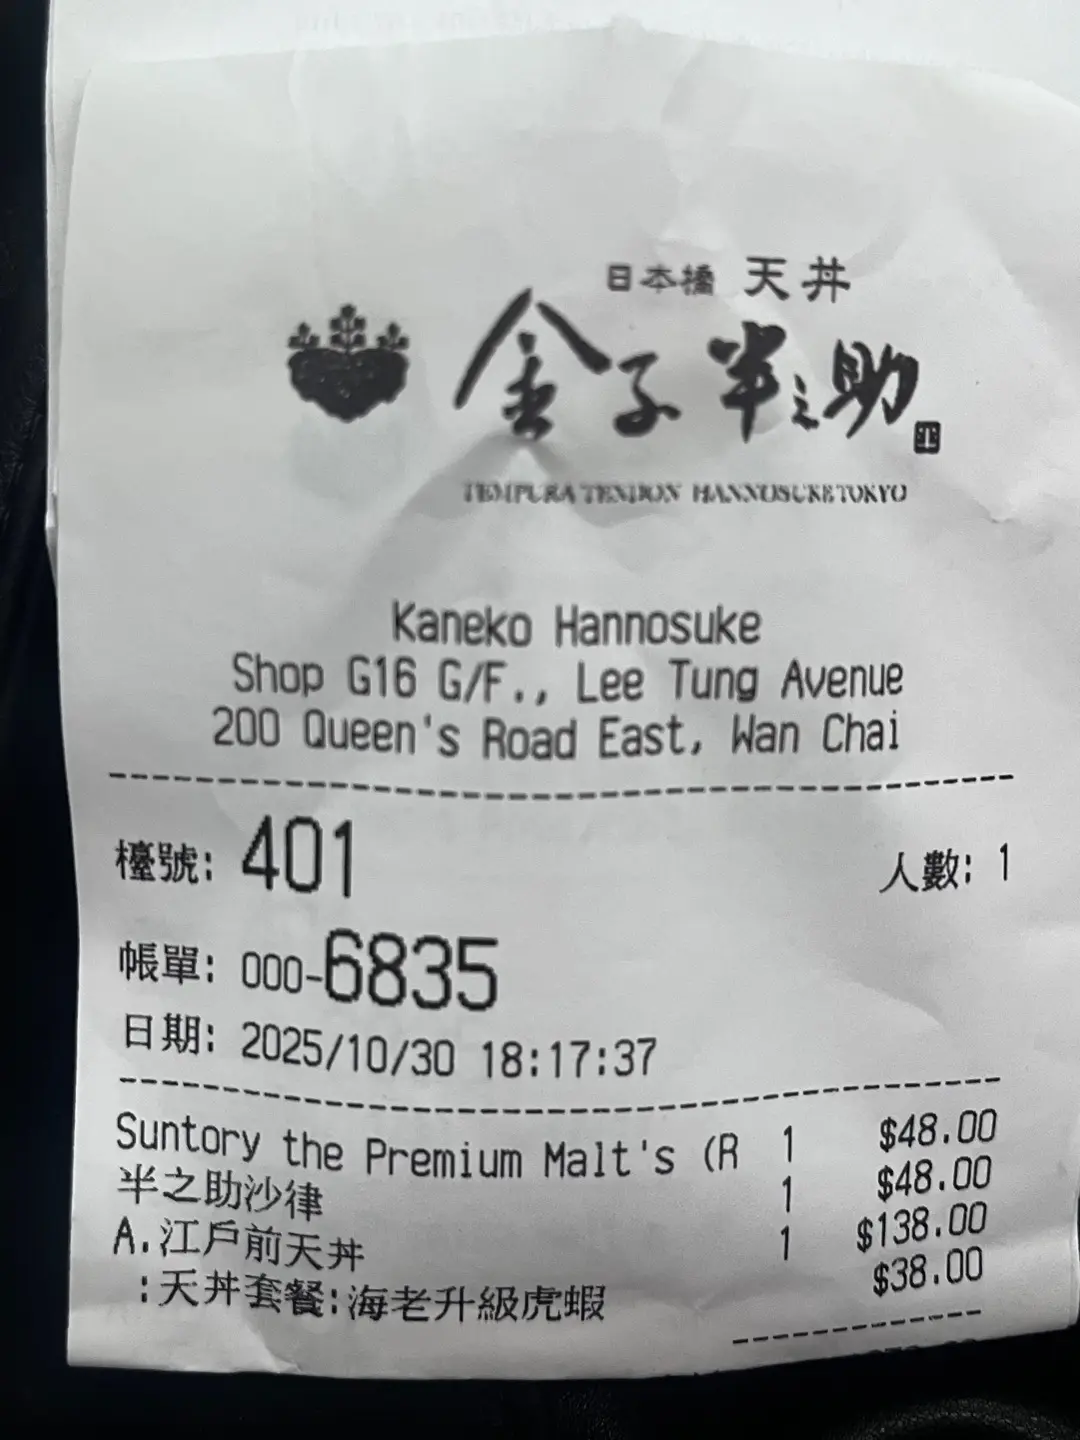 日本橋 天丼
金子半之助
TEMPURA TENDON HANNOSUKE TOKYO
Kaneko Hannosuke
Shop G16 G/F., Lee Tung Avenue
200 Queen's Road East, Wan Chai
檯號: 401 人數: 1
帳單: 000-6835
日期: 2025/10/30 18:17:37
Suntory the Premium Malt's (R 1 $48.00
半之助沙律 1 $48.00
A.江戶前天丼 1 $138.00
:天丼套餐:海老升級虎蝦 $38.00